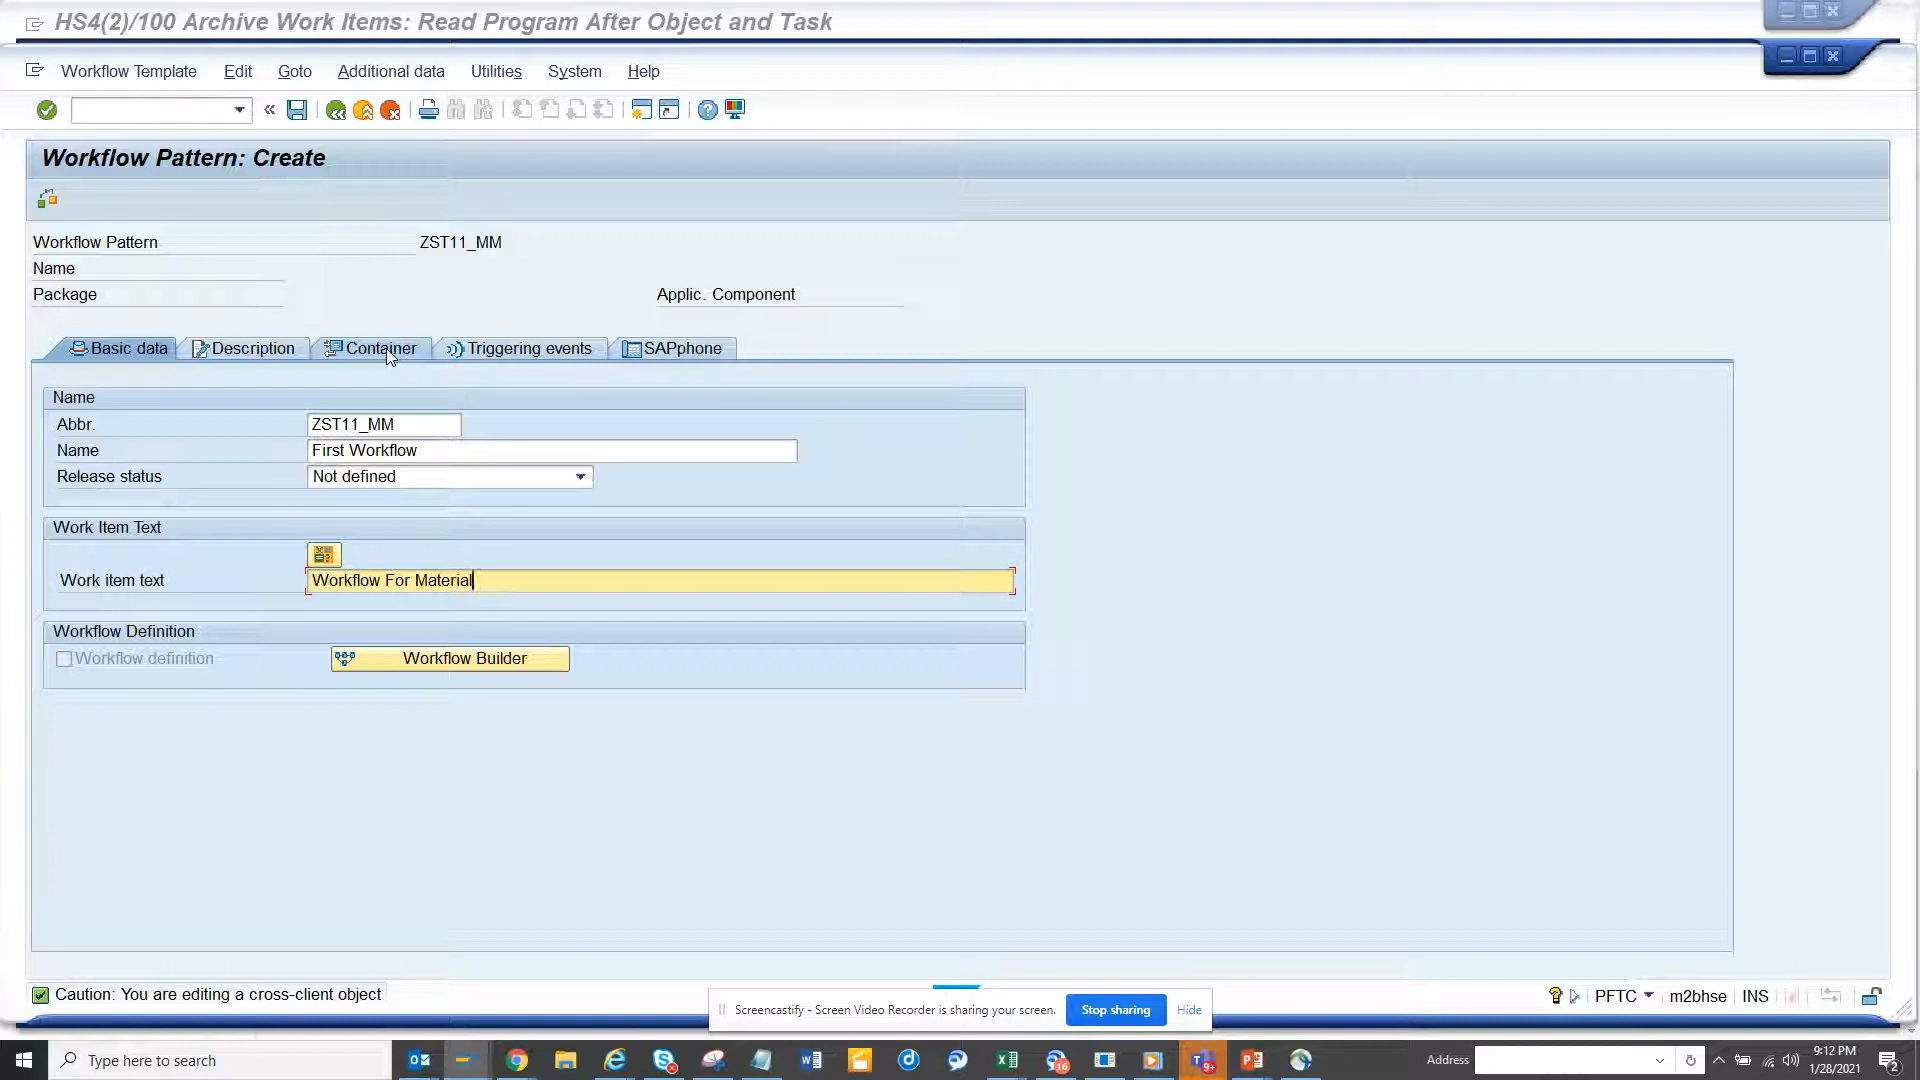 HS4(2)/100 Archive Work Items: Read Program After Object and Task
Workflow Template Edit Goto Additional data Utilities System Help
Workflow Pattern: Create
Workflow Pattern ZST11_MM
Name
Package Applic. Component
Basic data Description Container Triggering events SAPphone
Name
Abbr. ZST11_MM
Name First Workflow
Release status Not defined
Work Item Text
Work item text Workflow For Material
Workflow Definition
Workflow definition Workflow Builder
Caution: You are editing a cross-client object
PFTC m2bhse INS
Screencastify - Screen Video Recorder is sharing your screen. Stop sharing Hide
Type here to search
16
9+
Address
9:12 PM
1/28/2021
2